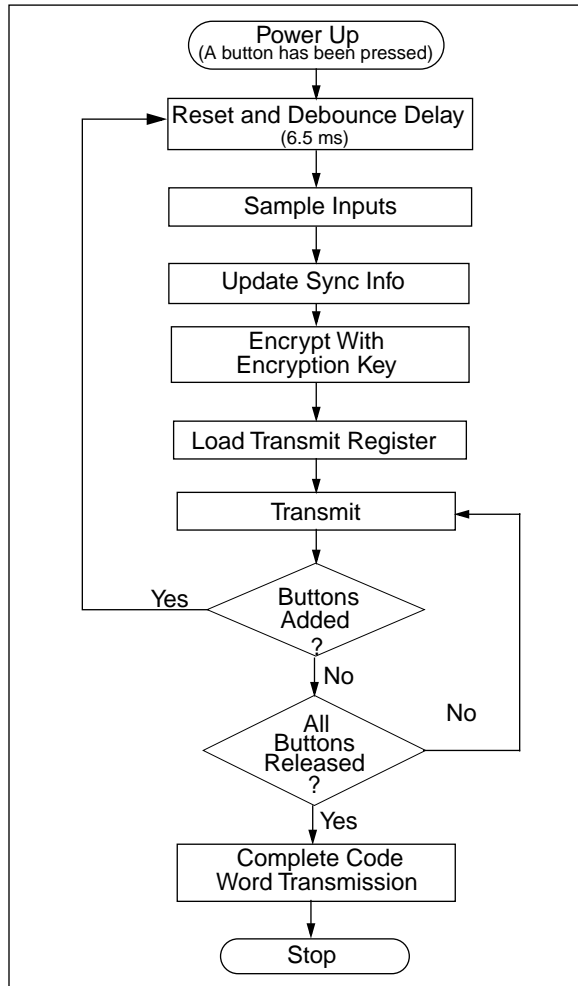 Power Up
(A button has been pressed)
Reset and Debounce Delay
(6.5 ms)
Sample Inputs
Update Sync Info
Encrypt With
Encryption Key
Load Transmit Register
Transmit
Yes
Buttons
Added
?
No
All
Buttons
Released
?
No
Yes
Complete Code
Word Transmission
Stop